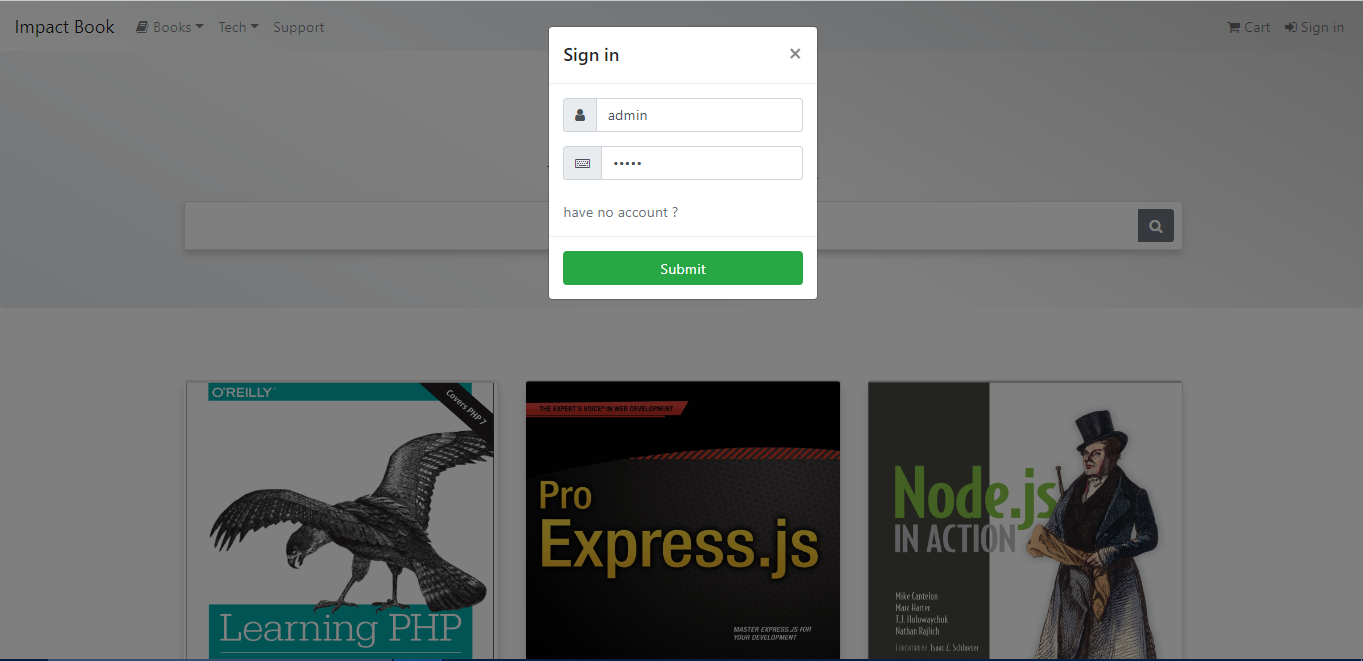 Impact Book Books Tech Support Cart Sign in
Sign in ×
admin
•••••
have no account ?
Submit
O'REILLY
Covers PHP 7
Learning PHP
THE EXPERT'S VOICE® IN WEB DEVELOPMENT
Pro
Express.js
MASTER EXPRESS.JS FOR
YOUR DEVELOPMENT
Node.js
IN ACTION
Mike Cantelon
Marc Harter
T.J. Holowaychuk
Nathan Rajlich
FOREWORD BY Isaac Z. Schlueter